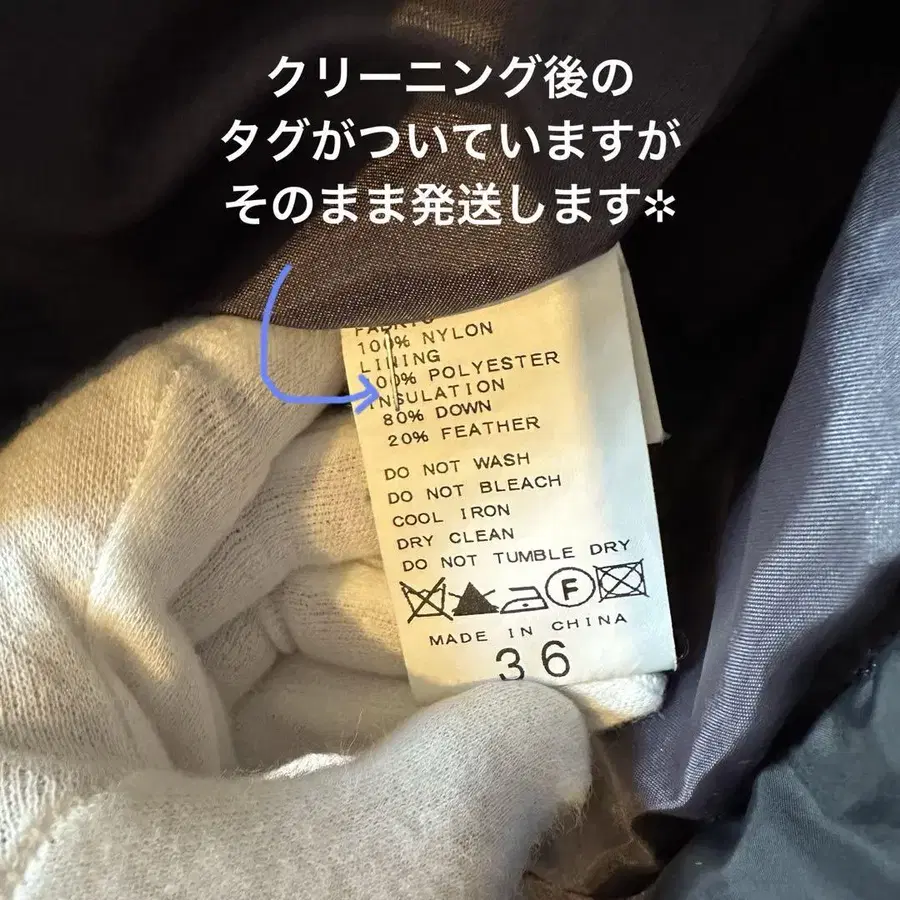 クリーニング後の
タグがついていますが
そのまま発送します✲
FABRIC
100% NYLON
LINING
100% POLYESTER
INSULATION
80% DOWN
20% FEATHER
DO NOT WASH
DO NOT BLEACH
COOL IRON
DRY CLEAN
DO NOT TUMBLE DRY
F
MADE IN CHINA
36